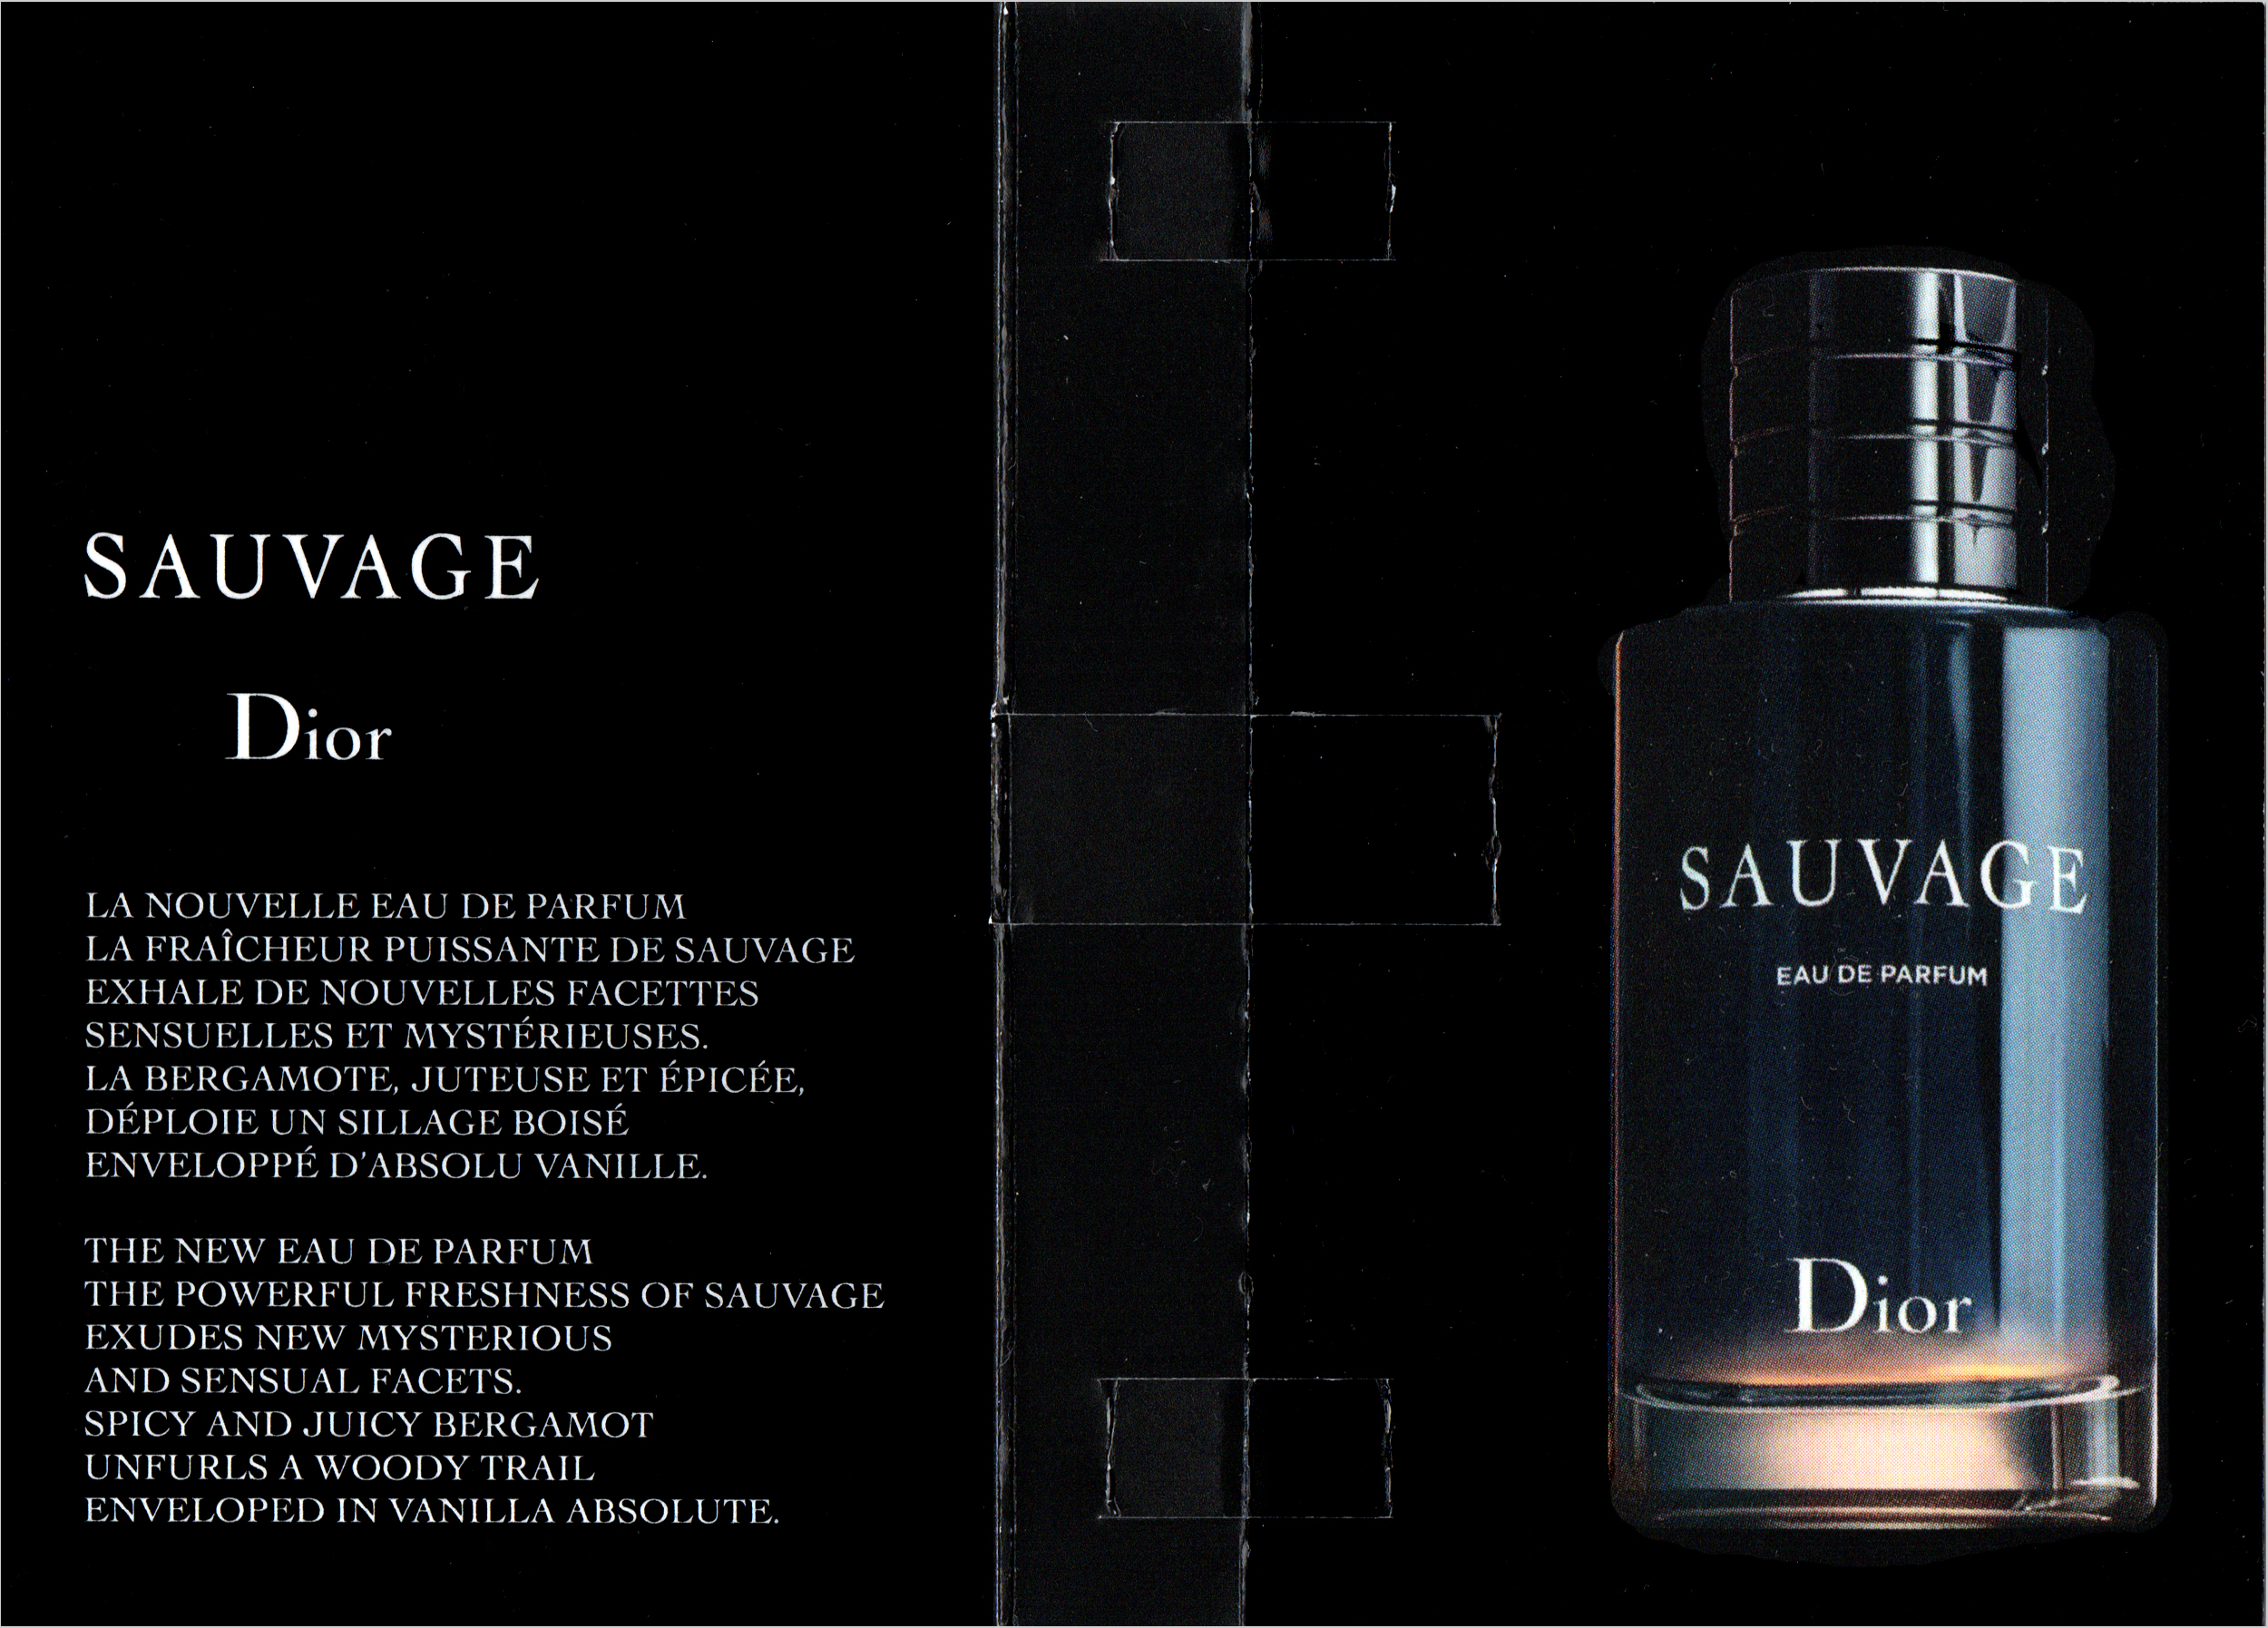 SAUVAGE
Dior
LA NOUVELLE EAU DE PARFUM
LA FRAÎCHEUR PUISSANTE DE SAUVAGE
EXHALE DE NOUVELLES FACETTES
SENSUELLES ET MYSTÉRIEUSES.
LA BERGAMOTE, JUTEUSE ET ÉPICÉE,
DÉPLOIE UN SILLAGE BOISÉ
ENVELOPPÉ D'ABSOLU VANILLE.
THE NEW EAU DE PARFUM
THE POWERFUL FRESHNESS OF SAUVAGE
EXUDES NEW MYSTERIOUS
AND SENSUAL FACETS.
SPICY AND JUICY BERGAMOT
UNFURLS A WOODY TRAIL
ENVELOPED IN VANILLA ABSOLUTE.
SAUVAGE
EAU DE PARFUM
Dior